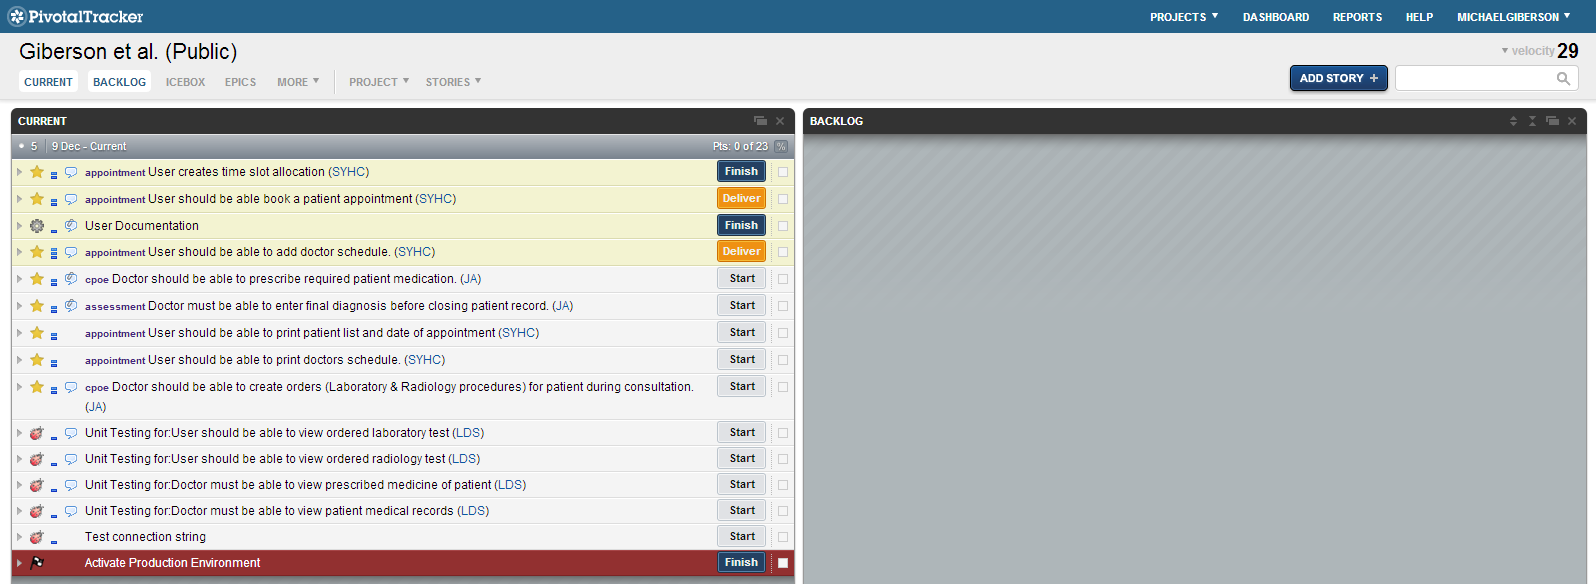 PivotalTracker
PROJECTS DASHBOARD REPORTS HELP MICHAELGIBERSON
Giberson et al. (Public)
velocity 29
CURRENT BACKLOG ICEBOX EPICS MORE PROJECT STORIES
ADD STORY +
CURRENT
5 9 Dec - Current Pts: 0 of 23 %
appointment User creates time slot allocation (SYHC) Finish
appointment User should be able book a patient appointment (SYHC) Deliver
User Documentation Finish
appointment User should be able to add doctor schedule. (SYHC) Deliver
cpoe Doctor should be able to prescribe required patient medication. (JA) Start
assessment Doctor must be able to enter final diagnosis before closing patient record. (JA) Start
appointment User should be able to print patient list and date of appointment (SYHC) Start
appointment User should be able to print doctors schedule. (SYHC) Start
cpoe Doctor should be able to create orders (Laboratory & Radiology procedures) for patient during consultation. Start
(JA)
Unit Testing for:User should be able to view ordered laboratory test (LDS) Start
Unit Testing for:User should be able to view ordered radiology test (LDS) Start
Unit Testing for:Doctor must be able to view prescribed medicine of patient (LDS) Start
Unit Testing for:Doctor must be able to view patient medical records (LDS) Start
Test connection string Start
Activate Production Environment Finish
BACKLOG